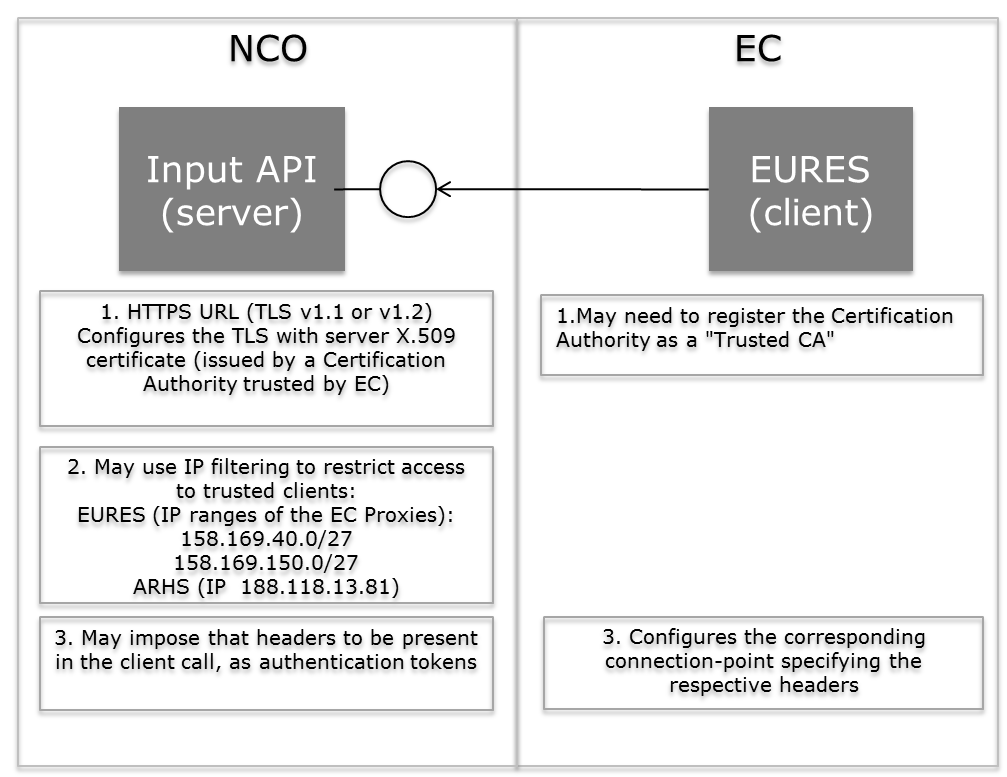 NCO
EC
Input API
(server)
EURES
(client)
1. HTTPS URL (TLS v1.1 or v1.2)
Configures the TLS with server X.509
certificate (issued by a Certification
Authority trusted by EC)
1.May need to register the Certification
Authority as a "Trusted CA"
2. May use IP filtering to restrict access
to trusted clients:
EURES (IP ranges of the EC Proxies):
158.169.40.0/27
158.169.150.0/27
ARHS (IP  188.118.13.81)
3. May impose that headers to be present
in the client call, as authentication tokens
3. Configures the corresponding
connection-point specifying the
respective headers